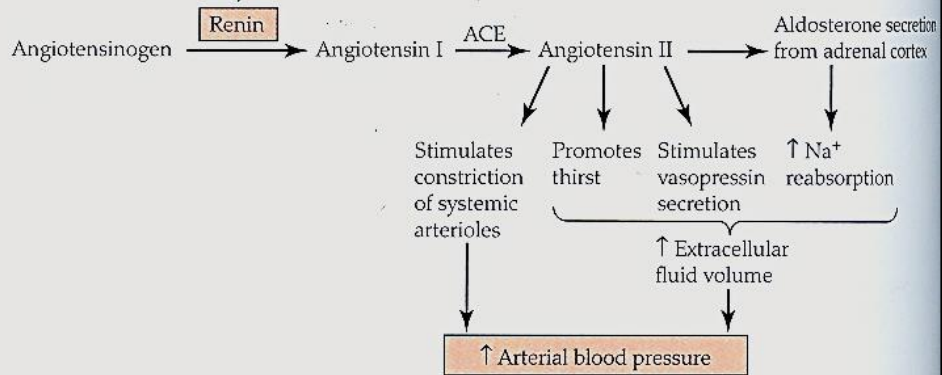 Renin
Angiotensinogen
Angiotensin I
ACE
Angiotensin II
Aldosterone secretion
from adrenal cortex
Stimulates
constriction
of systemic
arterioles
Promotes
thirst
Stimulates
vasopressin
secretion
↑ Na⁺
reabsorption
↑ Extracellular
fluid volume
↑ Arterial blood pressure